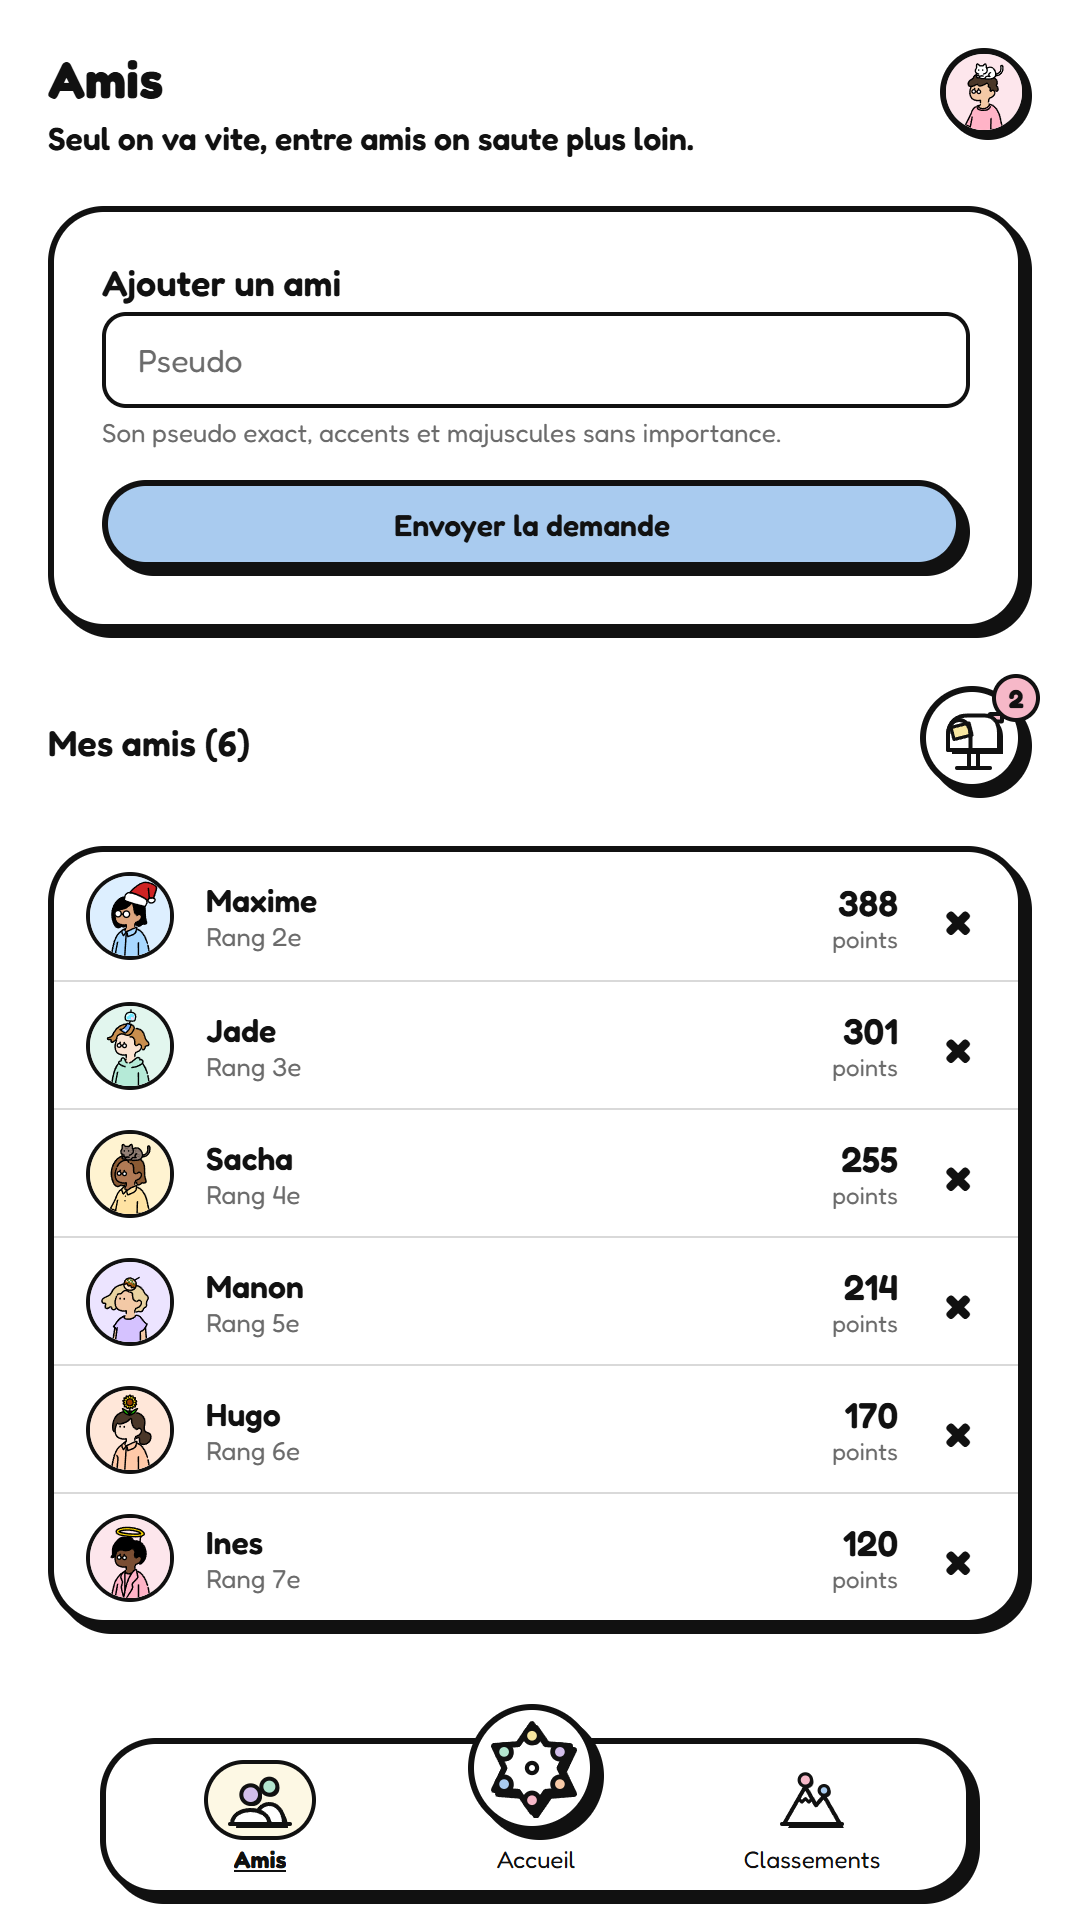 Amis
Seul on va vite, entre amis on saute plus loin.
Ajouter un ami
Pseudo
Son pseudo exact, accents et majuscules sans importance.
Envoyer la demande
Mes amis (6)
2
Maxime
Rang 2e
388
points
Jade
Rang 3e
301
points
Sacha
Rang 4e
255
points
Manon
Rang 5e
214
points
Hugo
Rang 6e
170
points
Ines
Rang 7e
120
points
Amis
Accueil
Classements